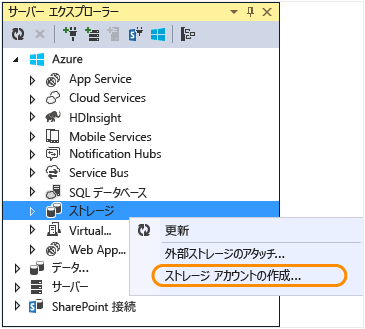 サーバー エクスプローラー
Azure
App Service
Cloud Services
HDInsight
Mobile Services
Notification Hubs
Service Bus
SQL データベース
ストレージ
更新
Virtual...
外部ストレージのアタッチ...
Web App...
ストレージ アカウントの作成...
データ...
サーバー
SharePoint 接続